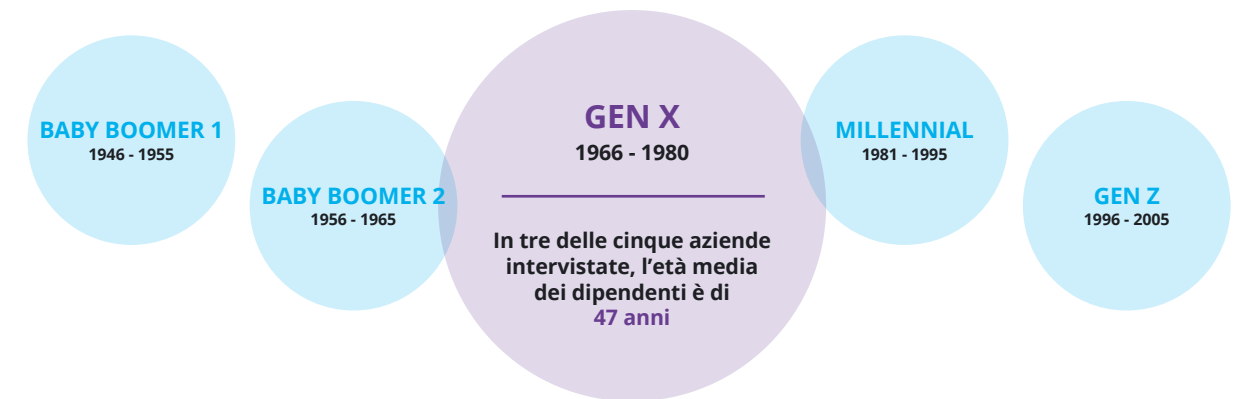 BABY BOOMER 1
1946 - 1955
BABY BOOMER 2
1956 - 1965
GEN X
1966 - 1980
In tre delle cinque aziende
intervistate, l’età media
dei dipendenti è di
47 anni
MILLENNIAL
1981 - 1995
GEN Z
1996 - 2005